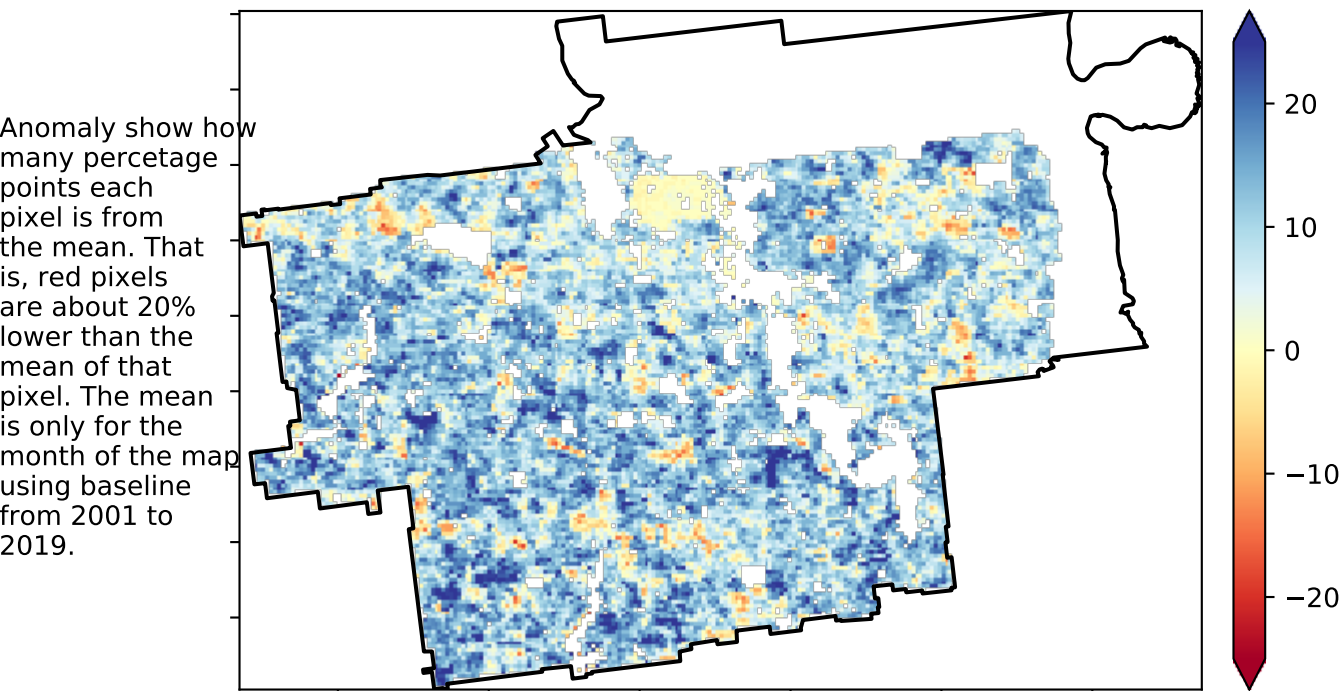 Anomaly show how
many percetage
points each
pixel is from
the mean. That
is, red pixels
are about 20%
lower than the
mean of that
pixel. The mean
is only for the
month of the map
using baseline
from 2001 to
2019.
20
10
0
−10
−20